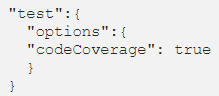 "test":{
  "options":{
  "codeCoverage": true
  }
}